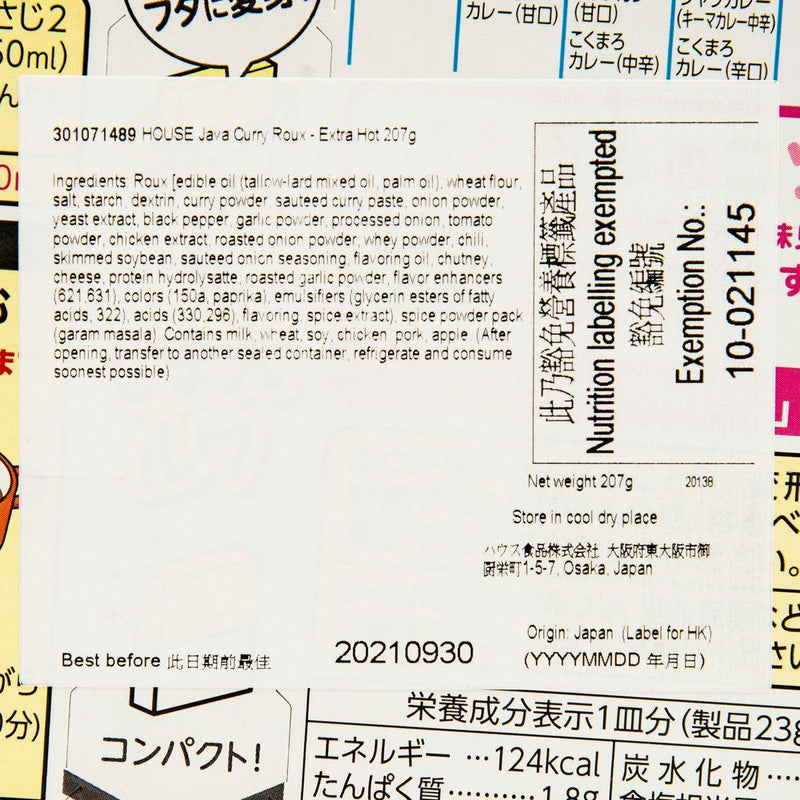 さじ2
50ml)
フタに変身!
カレー(甘口)
(甘口)
こくまろ
カレー(中辛)
ジャワカレー
(キーマカレー中辛)
こくまろ
カレー(辛口)
301071489 HOUSE Java Curry Roux - Extra Hot 207g
Ingredients: Roux [edible oil (tallow-lard mixed oil, palm oil), wheat flour,
salt, starch, dextrin, curry powder, sauteed curry paste, onion powder,
yeast extract, black pepper, garlic powder, processed onion, tomato
powder, chicken extract, roasted onion powder, whey powder, chili,
skimmed soybean, sauteed onion seasoning, flavoring oil, chutney,
cheese, protein hydrolysatte, roasted garlic powder, flavor enhancers
(621,631), colors (150a, paprika), emulsifiers (glycerin esters of fatty
acids, 322), acids (330,296), flavoring, spice extract), spice powder pack
(garam masala). Contains milk, wheat, soy, chicken, pork, apple. (After
opening, transfer to another sealed container, refrigerate and consume
soonest possible)
此乃豁免營養標籤產品
Nutrition labelling exempted
豁免編號
Exemption No.:
10-021145
Net weight 207g
20138
Store in cool dry place
ハウス食品株式会社 大阪府東大阪市御
厨栄町1-5-7, Osaka, Japan
Origin: Japan (Label for HK)
Best before 此日期前最佳
20210930
(YYYYMMDD 年月日)
コンパクト!
栄養成分表示1皿分(製品23g
エネルギー…124kcal
炭水化物…
たんぱく質………1.8g